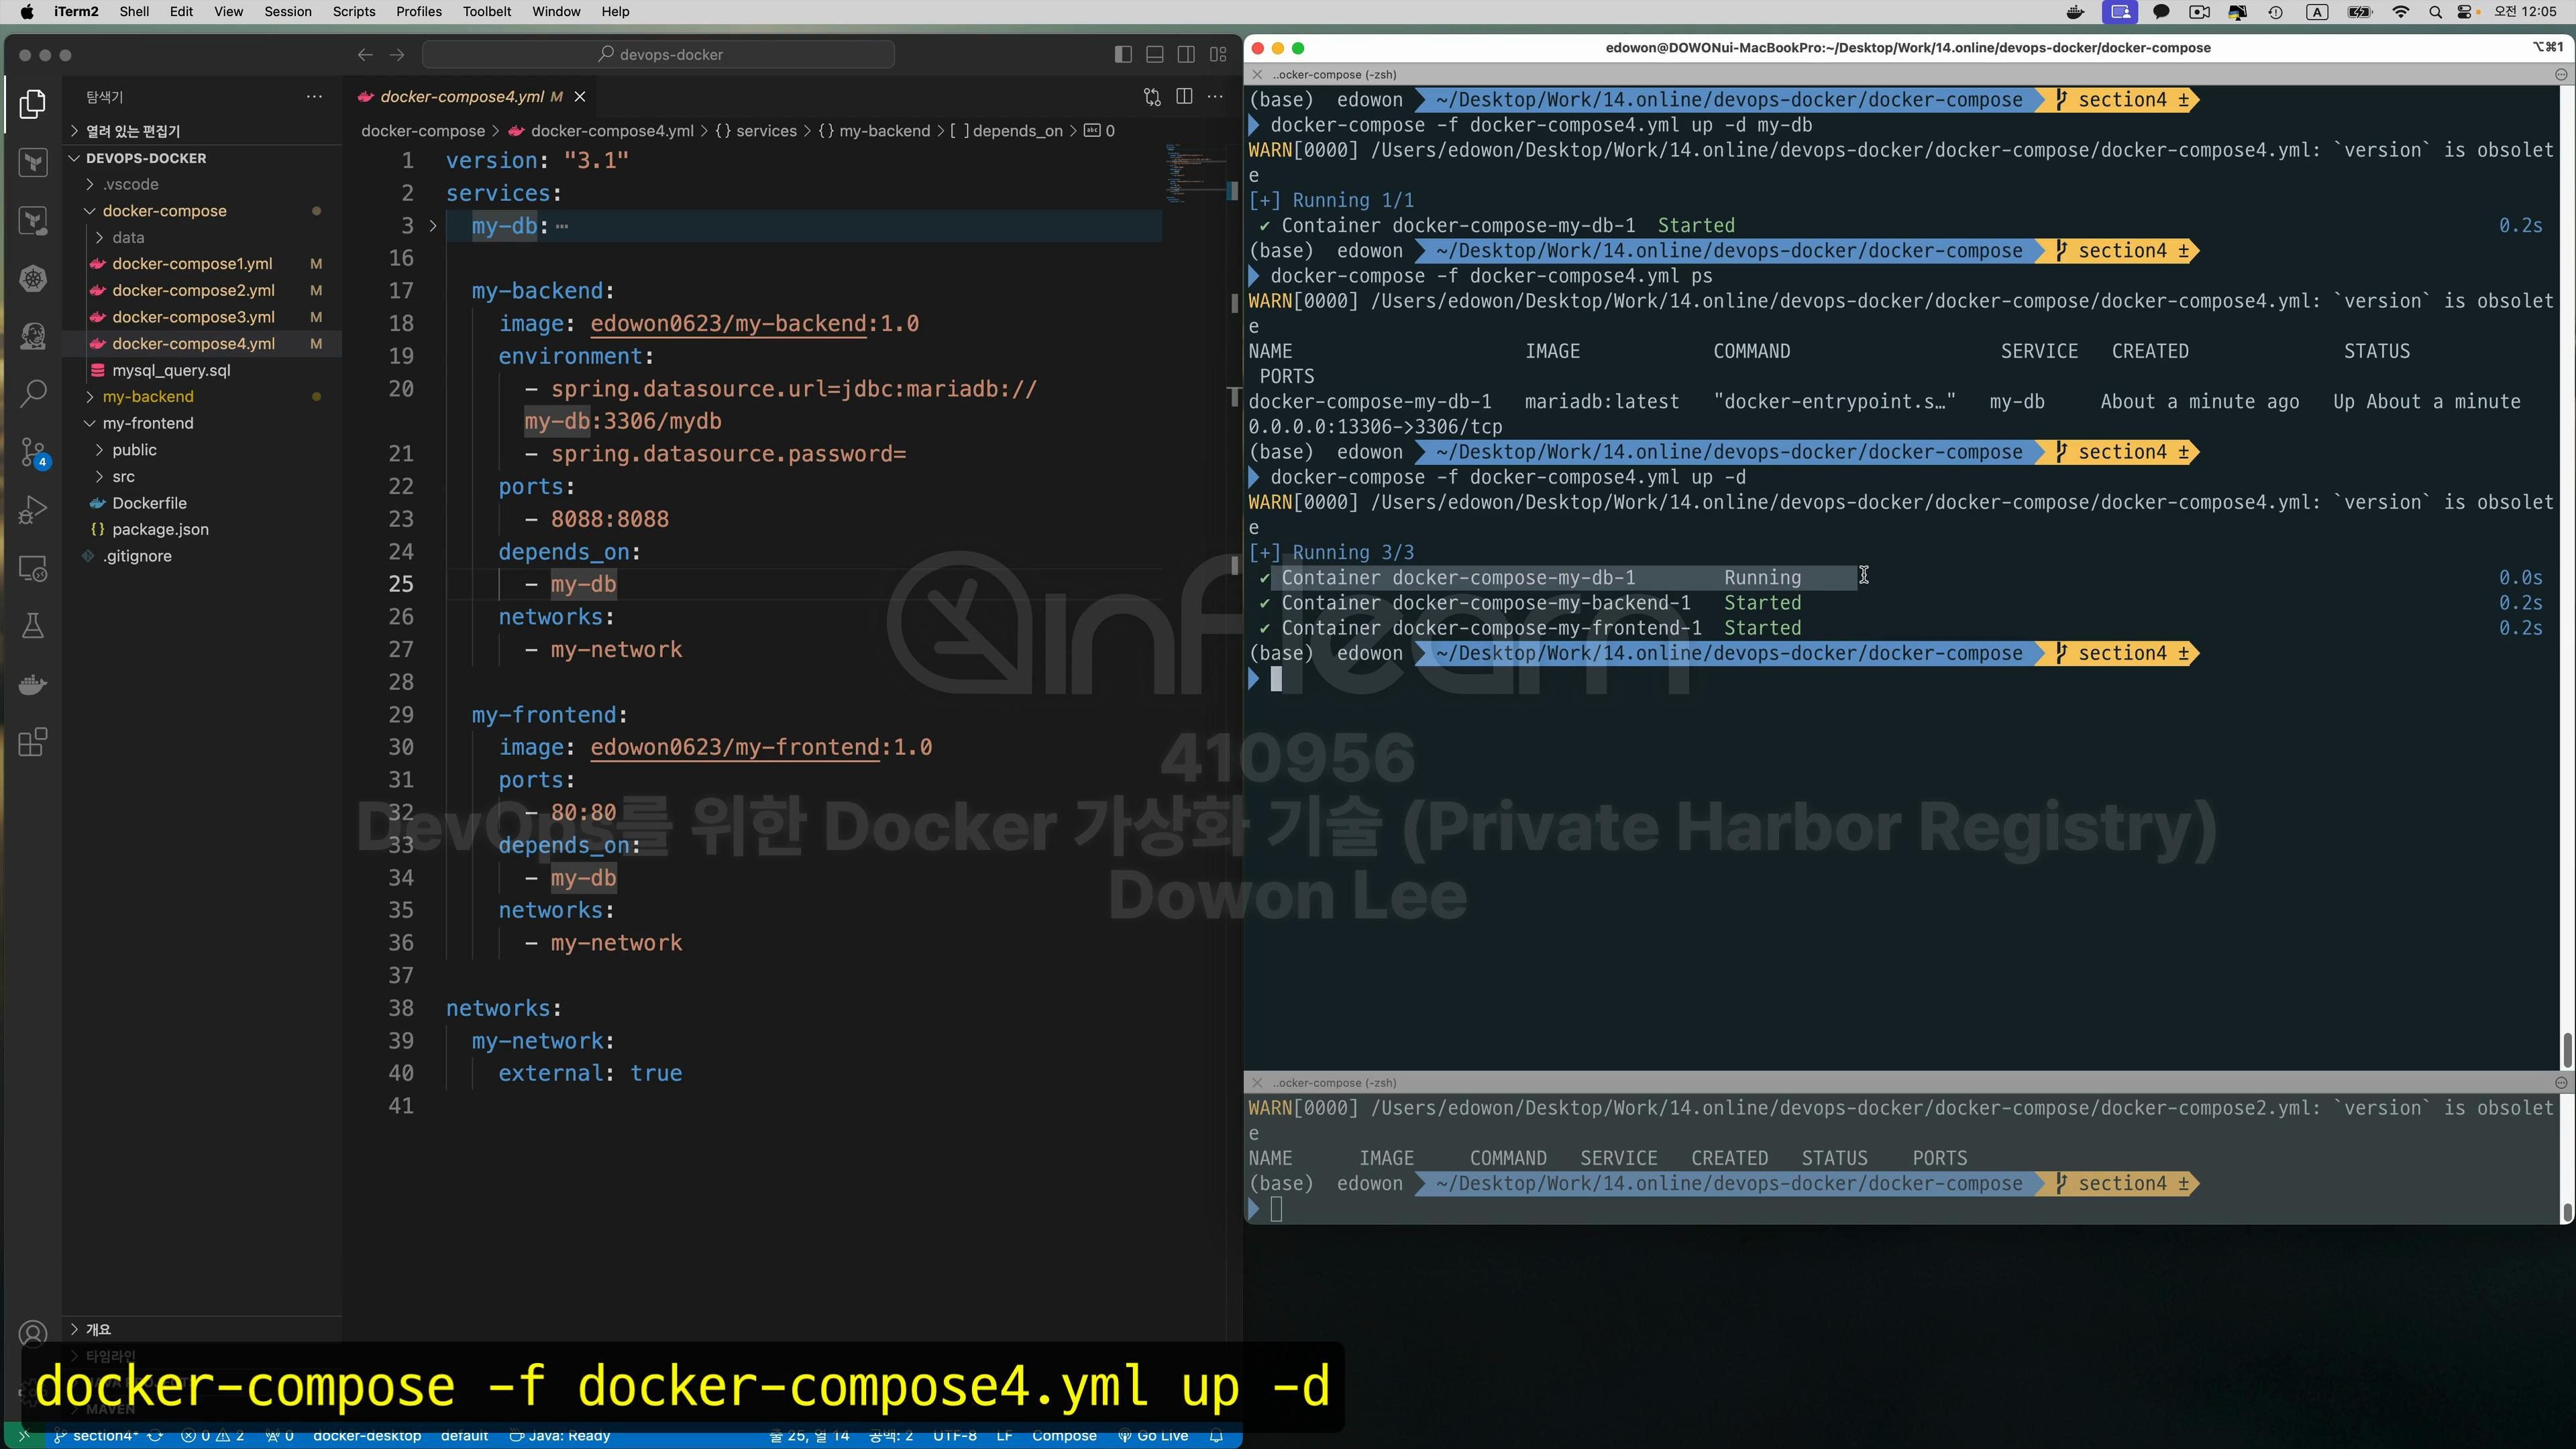 iTerm2 Shell Edit View Session Scripts Profiles Toolbelt Window Help
A 오전 12:05
devops-docker
탐색기
열려 있는 편집기
DEVOPS-DOCKER
.vscode
docker-compose
data
docker-compose1.yml M
docker-compose2.yml M
docker-compose3.yml M
docker-compose4.yml M
mysql_query.sql
my-backend
my-frontend
public
src
Dockerfile
package.json
.gitignore
4
개요
타임라인
MAVEN
docker-compose4.yml M
docker-compose > docker-compose4.yml > {} services > {} my-backend > [ ] depends_on > abc 0
1 version: "3.1"
2 services:
3 my-db: ⋯
16
17 my-backend:
18 image: edowon0623/my-backend:1.0
19 environment:
20 - spring.datasource.url=jdbc:mariadb://
my-db:3306/mydb
21 - spring.datasource.password=
22 ports:
23 - 8088:8088
24 depends_on:
25 - my-db
26 networks:
27 - my-network
28
29 my-frontend:
30 image: edowon0623/my-frontend:1.0
31 ports:
32 - 80:80
33 depends_on:
34 - my-db
35 networks:
36 - my-network
37
38 networks:
39 my-network:
40 external: true
41
edowon@DOWONui-MacBookPro:~/Desktop/Work/14.online/devops-docker/docker-compose ⌥⌘1
..ocker-compose (-zsh)
(base) edowon ~/Desktop/Work/14.online/devops-docker/docker-compose section4 ±
docker-compose -f docker-compose4.yml up -d my-db
WARN[0000] /Users/edowon/Desktop/Work/14.online/devops-docker/docker-compose/docker-compose4.yml: `version` is obsolet
e
[+] Running 1/1
✔ Container docker-compose-my-db-1 Started 0.2s
(base) edowon ~/Desktop/Work/14.online/devops-docker/docker-compose section4 ±
docker-compose -f docker-compose4.yml ps
WARN[0000] /Users/edowon/Desktop/Work/14.online/devops-docker/docker-compose/docker-compose4.yml: `version` is obsolet
e
NAME IMAGE COMMAND SERVICE CREATED STATUS
PORTS
docker-compose-my-db-1 mariadb:latest "docker-entrypoint.s…" my-db About a minute ago Up About a minute
0.0.0.0:13306->3306/tcp
(base) edowon ~/Desktop/Work/14.online/devops-docker/docker-compose section4 ±
docker-compose -f docker-compose4.yml up -d
WARN[0000] /Users/edowon/Desktop/Work/14.online/devops-docker/docker-compose/docker-compose4.yml: `version` is obsolet
e
[+] Running 3/3
✔ Container docker-compose-my-db-1 Running 0.0s
✔ Container docker-compose-my-backend-1 Started 0.2s
✔ Container docker-compose-my-frontend-1 Started 0.2s
(base) edowon ~/Desktop/Work/14.online/devops-docker/docker-compose section4 ±
inflearn
410956
DevOps를 위한 Docker 가상화 기술 (Private Harbor Registry)
Dowon Lee
..ocker-compose (-zsh)
WARN[0000] /Users/edowon/Desktop/Work/14.online/devops-docker/docker-compose/docker-compose2.yml: `version` is obsolet
e
NAME IMAGE COMMAND SERVICE CREATED STATUS PORTS
(base) edowon ~/Desktop/Work/14.online/devops-docker/docker-compose section4 ±
docker-compose -f docker-compose4.yml up -d
section4* 0 2 0 docker-desktop default Java: Ready 줄 25, 열 14 공백: 2 UTF-8 LF Compose Go Live